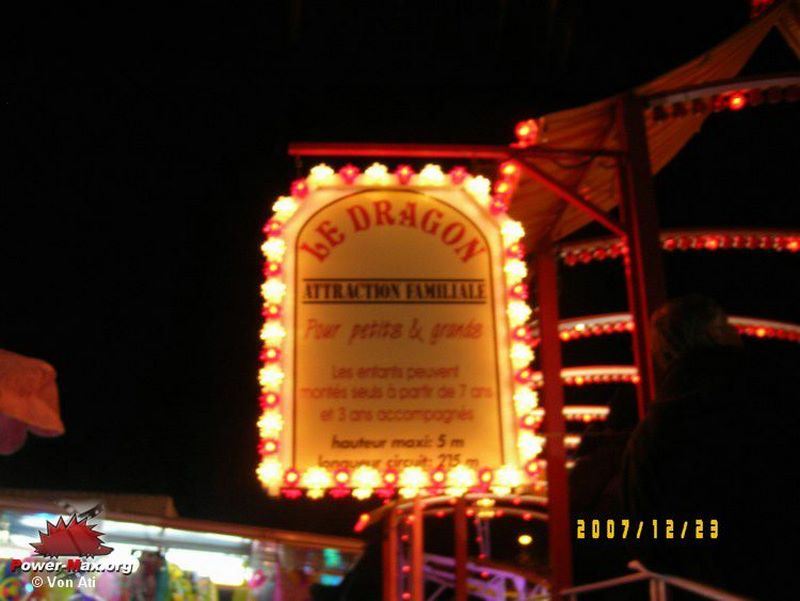 LE DRAGON
ATTRACTION FAMILIALE
Pour petits & grands
Les enfants peuvent
montés seuls à partir de 7 ans
et 3 ans accompagnés
hauteur maxi: 5 m
longueur circuit: 215 m
2007/12/23
Power-Max.org
© Von Ati